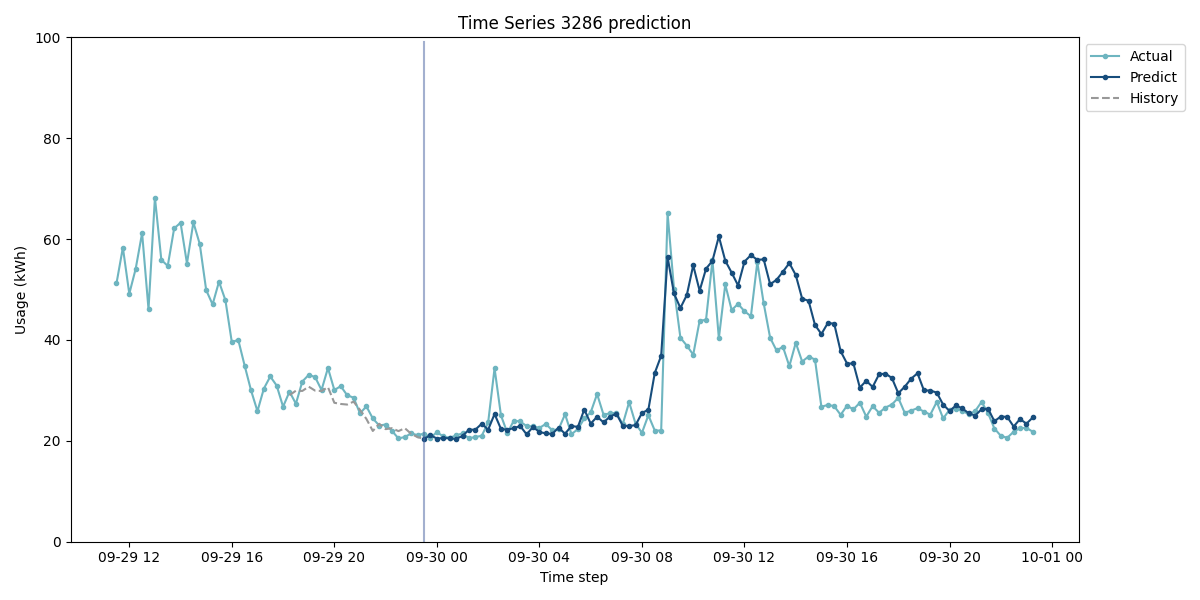 Time Series 3286 prediction
100
80
60
40
20
0
Usage (kWh)
09-29 12
09-29 16
09-29 20
09-30 00
09-30 04
09-30 08
09-30 12
09-30 16
09-30 20
10-01 00
Time step
Actual
Predict
History